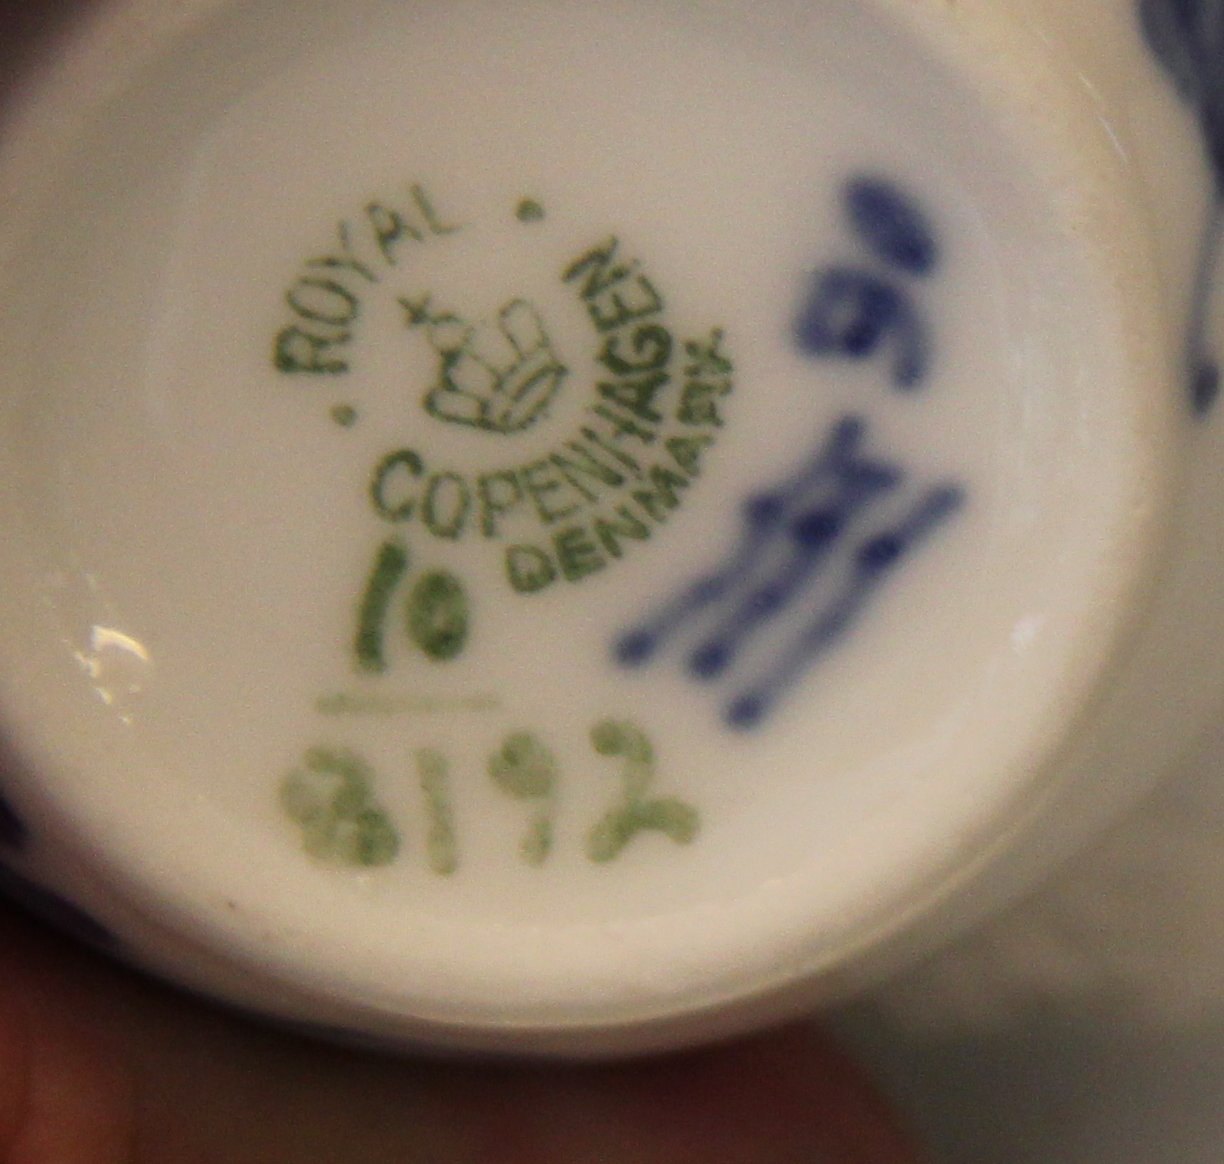 ROYAL
COPENHAGEN
DENMARK
10
8192